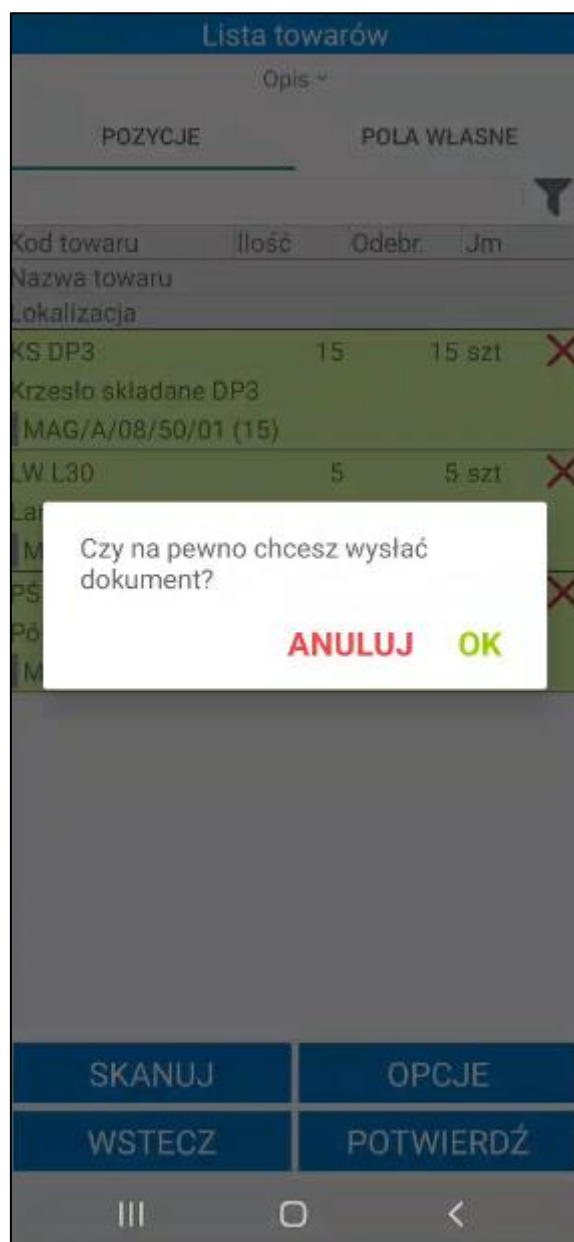 Lista towarów
Opis
POZYCJE POLA WŁASNE
Kod towaru Ilość Odebr. Jm
Nazwa towaru
Lokalizacja
KS DP3 15 15 szt
Krzesło składane DP3
MAG/A/08/50/01 (15)
LW L30 5 5 szt
Czy na pewno chcesz wysłać
dokument?
ANULUJ OK
SKANUJ OPCJE
WSTECZ POTWIERDŹ